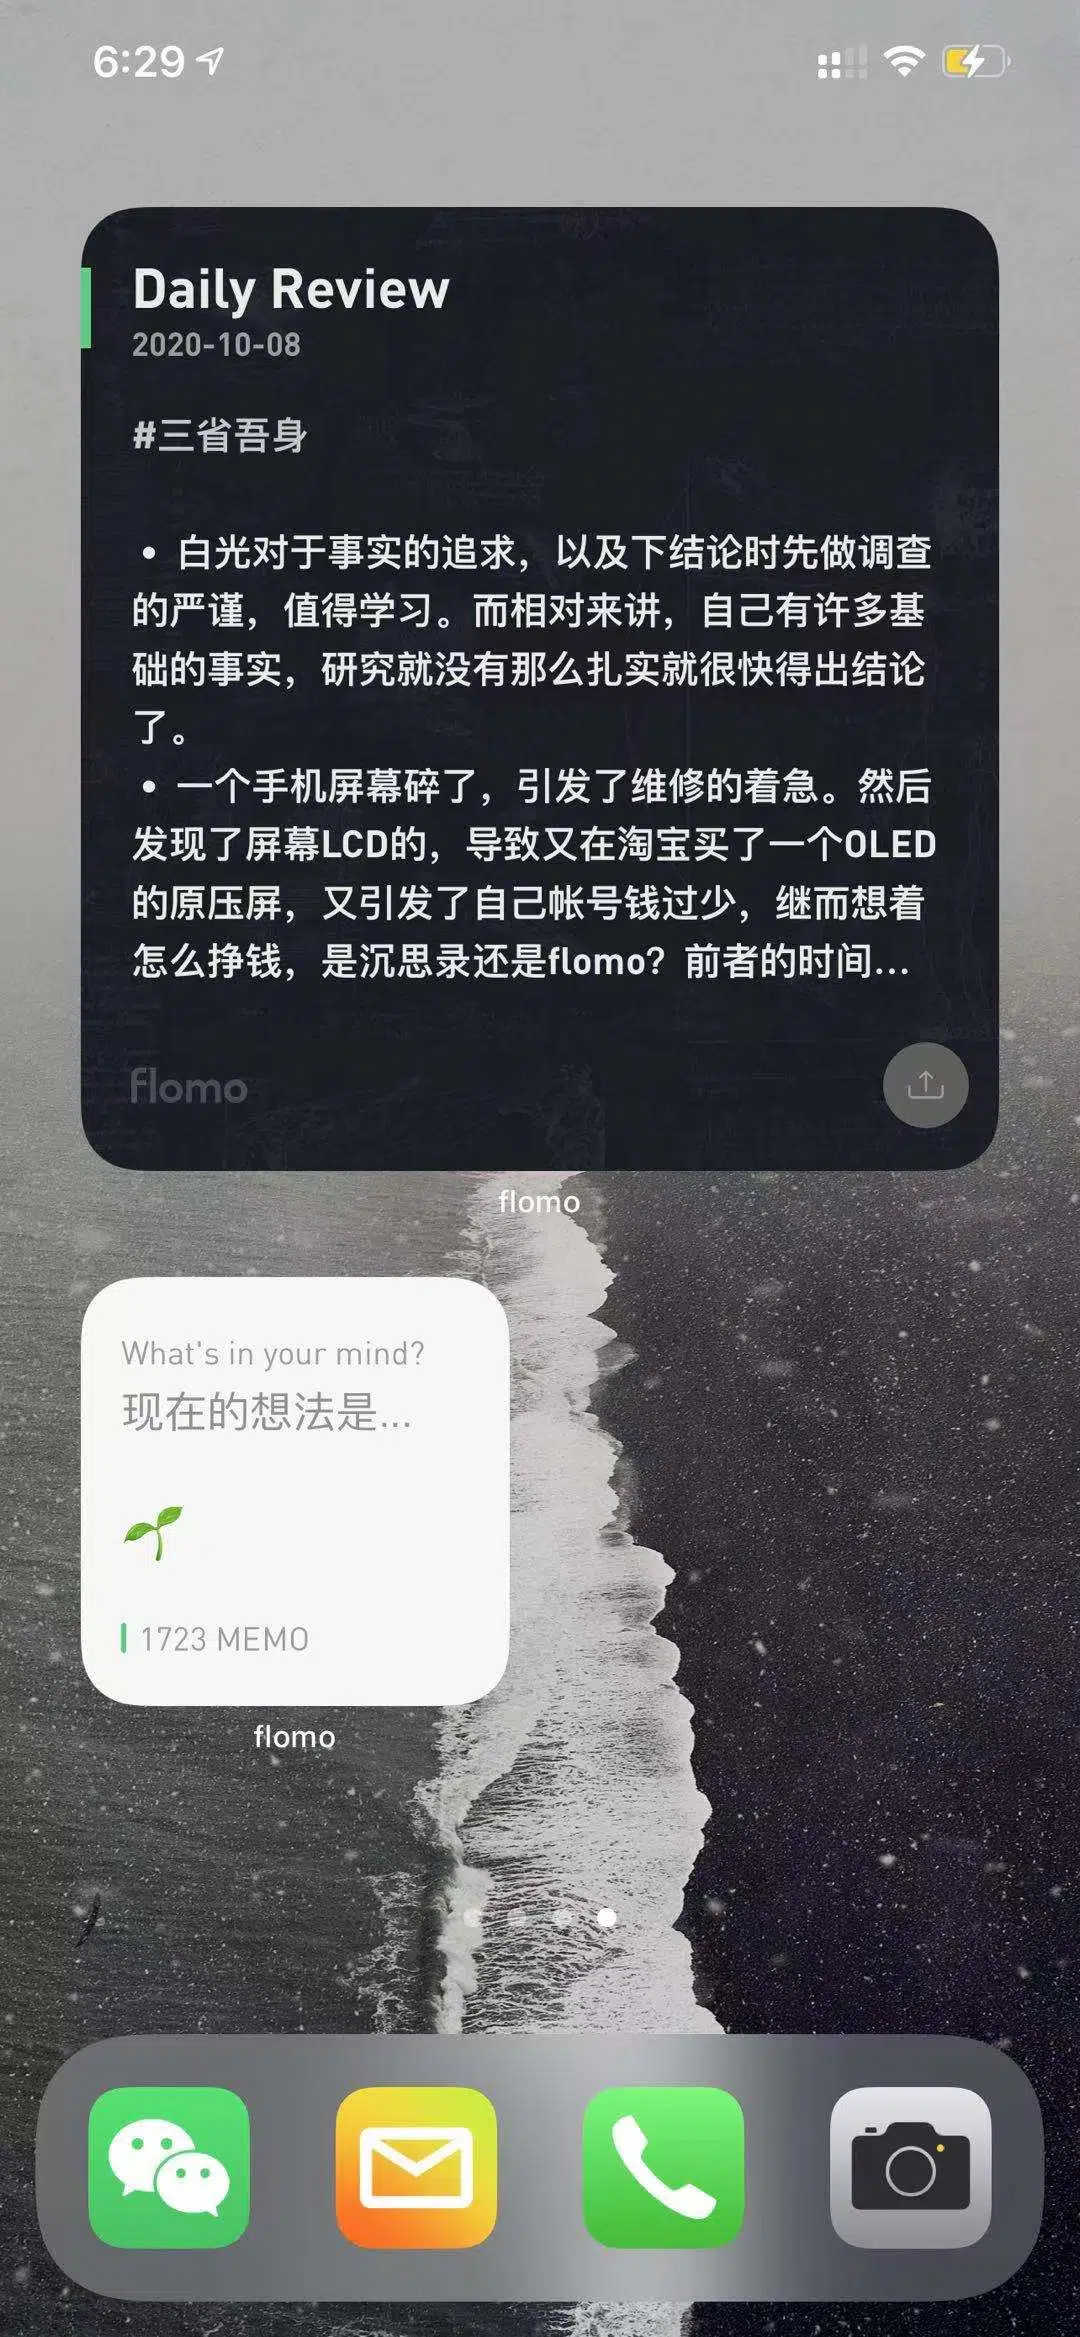 6:29
Daily Review
2020-10-08
#三省吾身
• 白光对于事实的追求，以及下结论时先做调查
的严谨，值得学习。而相对来讲，自己有许多基
础的事实，研究就没有那么扎实就很快得出结论
了。
• 一个手机屏幕碎了，引发了维修的着急。然后
发现了屏幕LCD的，导致又在淘宝买了一个OLED
的原压屏，又引发了自己帐号钱过少，继而想着
怎么挣钱，是沉思录还是flomo？前者的时间...
flomo
flomo
What's in your mind?
现在的想法是...
1723 MEMO
flomo